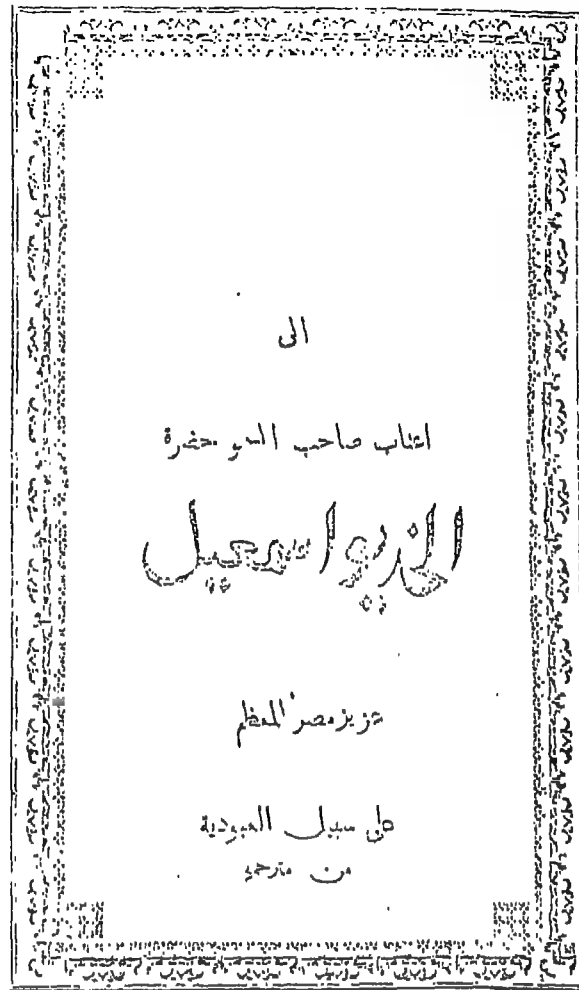 الى
اعتاب صاحب السمو حضرة
الخديو اسمعيل
عزيز مصر المعظم
على سبيل العبودية
من مترجمه